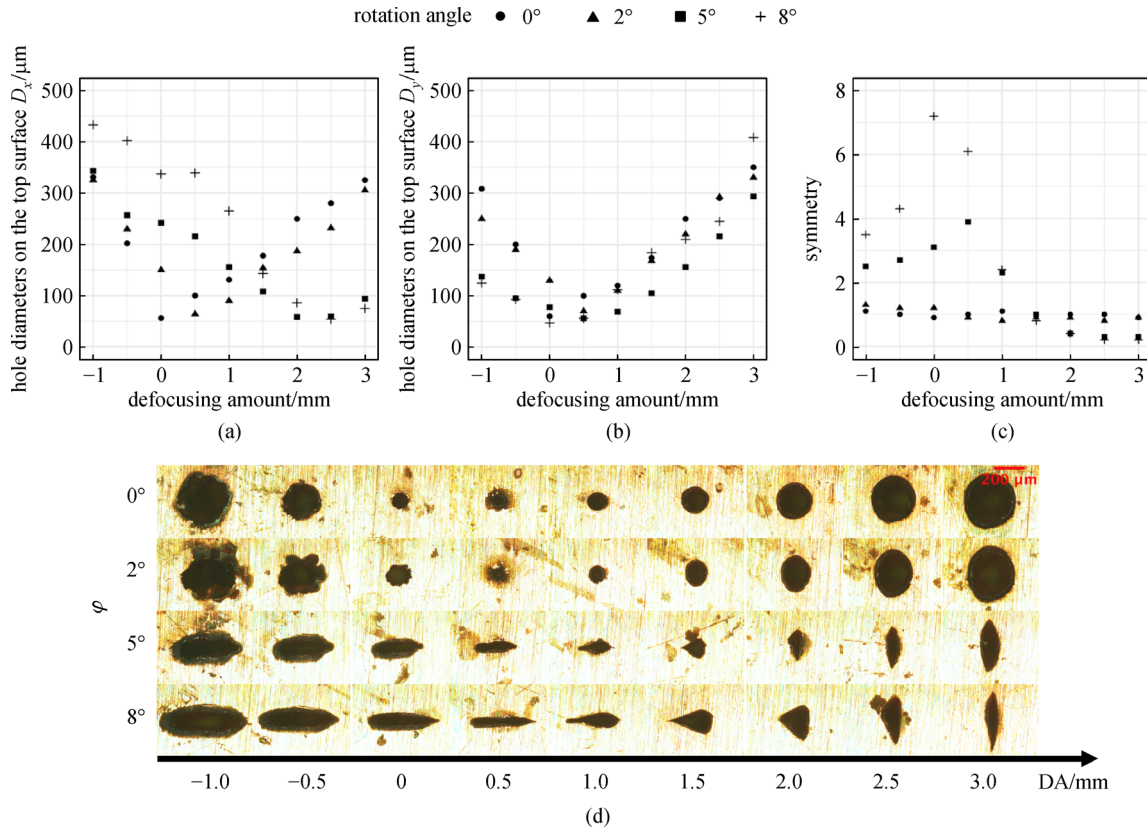 rotation angle ● 0° ▲ 2° ■ 5° + 8°
hole diameters on the top surface Dx/μm
500
400
300
200
100
0
−1 0 1 2 3
defocusing amount/mm
(a)
hole diameters on the top surface Dy/μm
500
400
300
200
100
0
−1 0 1 2 3
defocusing amount/mm
(b)
symmetry
8
6
4
2
0
−1 0 1 2 3
defocusing amount/mm
(c)
200 μm
φ
0°
2°
5°
8°
−1.0 −0.5 0 0.5 1.0 1.5 2.0 2.5 3.0 DA/mm
(d)